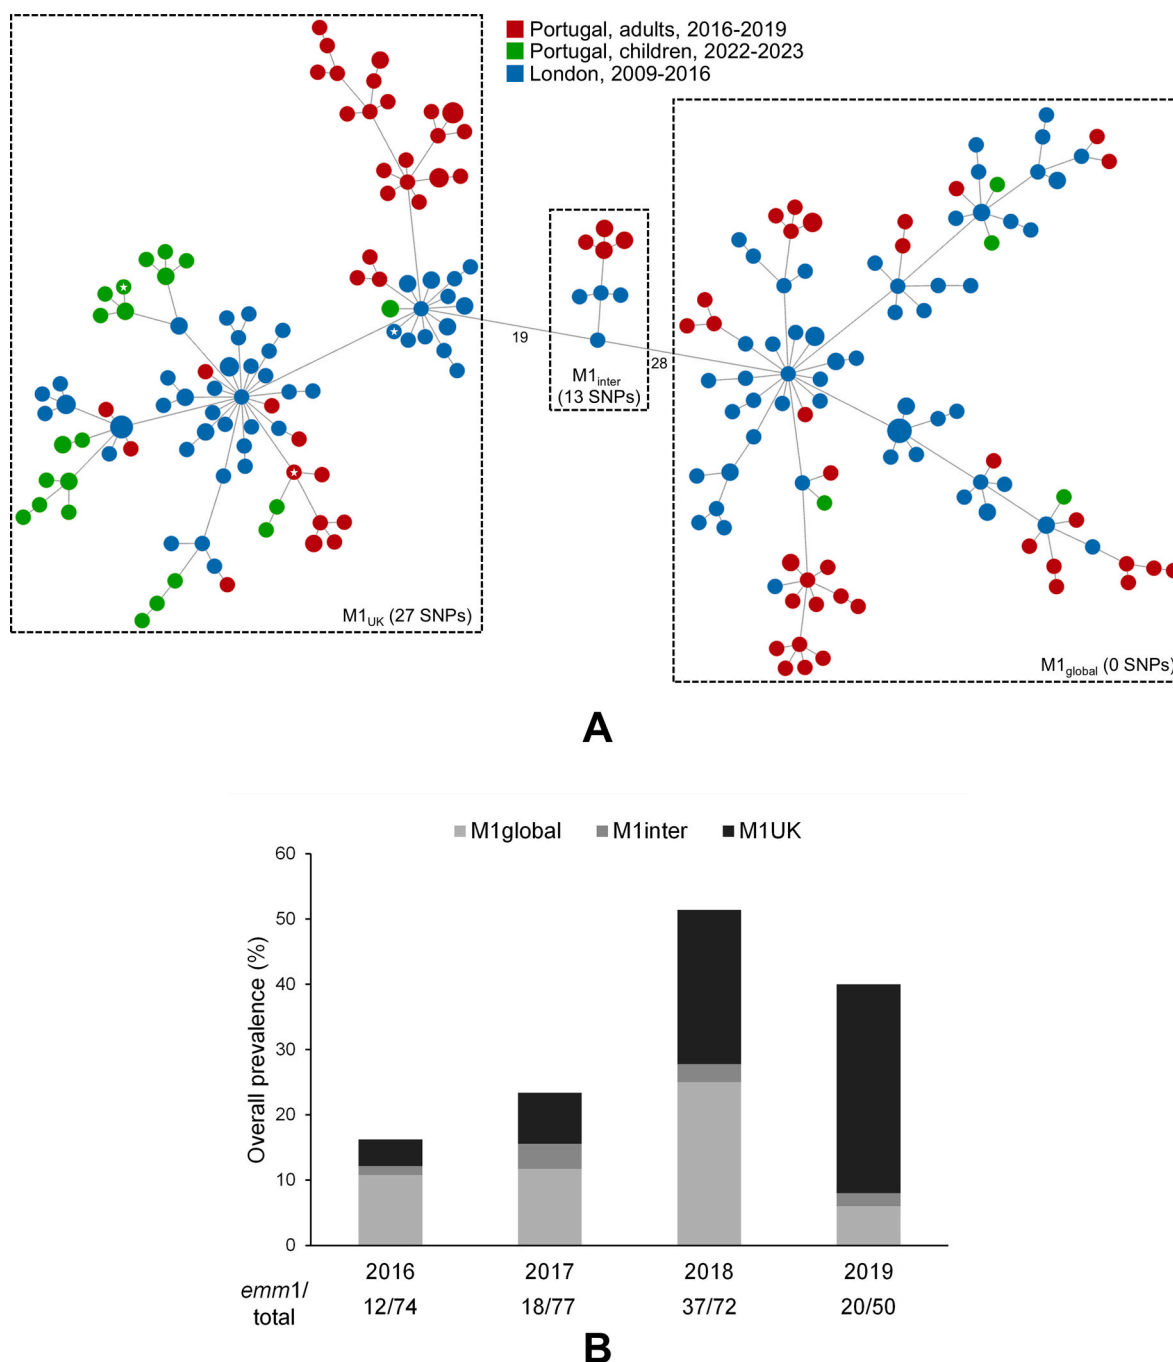 Portugal, adults, 2016-2019
Portugal, children, 2022-2023
London, 2009-2016
19
28
M1inter
(13 SNPs)
M1UK (27 SNPs)
M1global (0 SNPs)
A
M1global M1inter M1UK
Overall prevalence (%)
60
50
40
30
20
10
0
2016 2017 2018 2019
emm1/
total
12/74 18/77 37/72 20/50
B